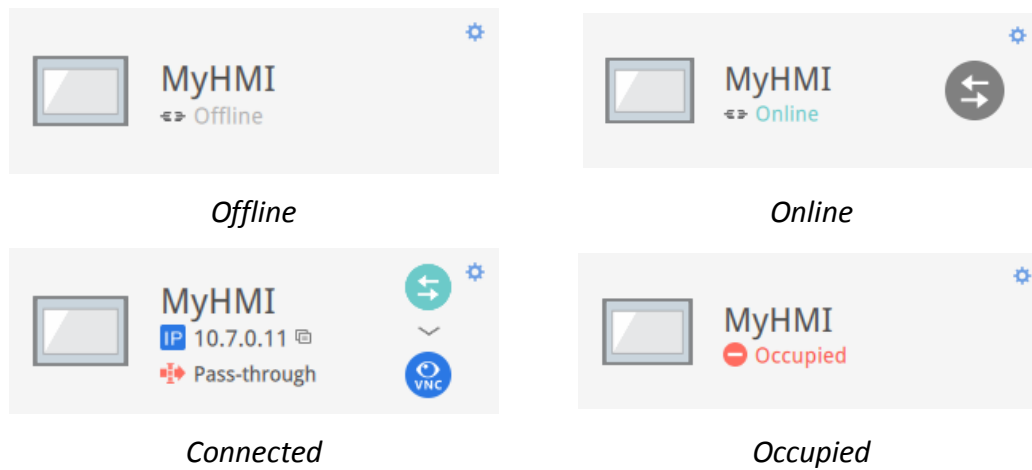 MyHMI
Offline
MyHMI
Online
Offline
Online
MyHMI
IP 10.7.0.11
Pass-through
VNC
MyHMI
Occupied
Connected
Occupied